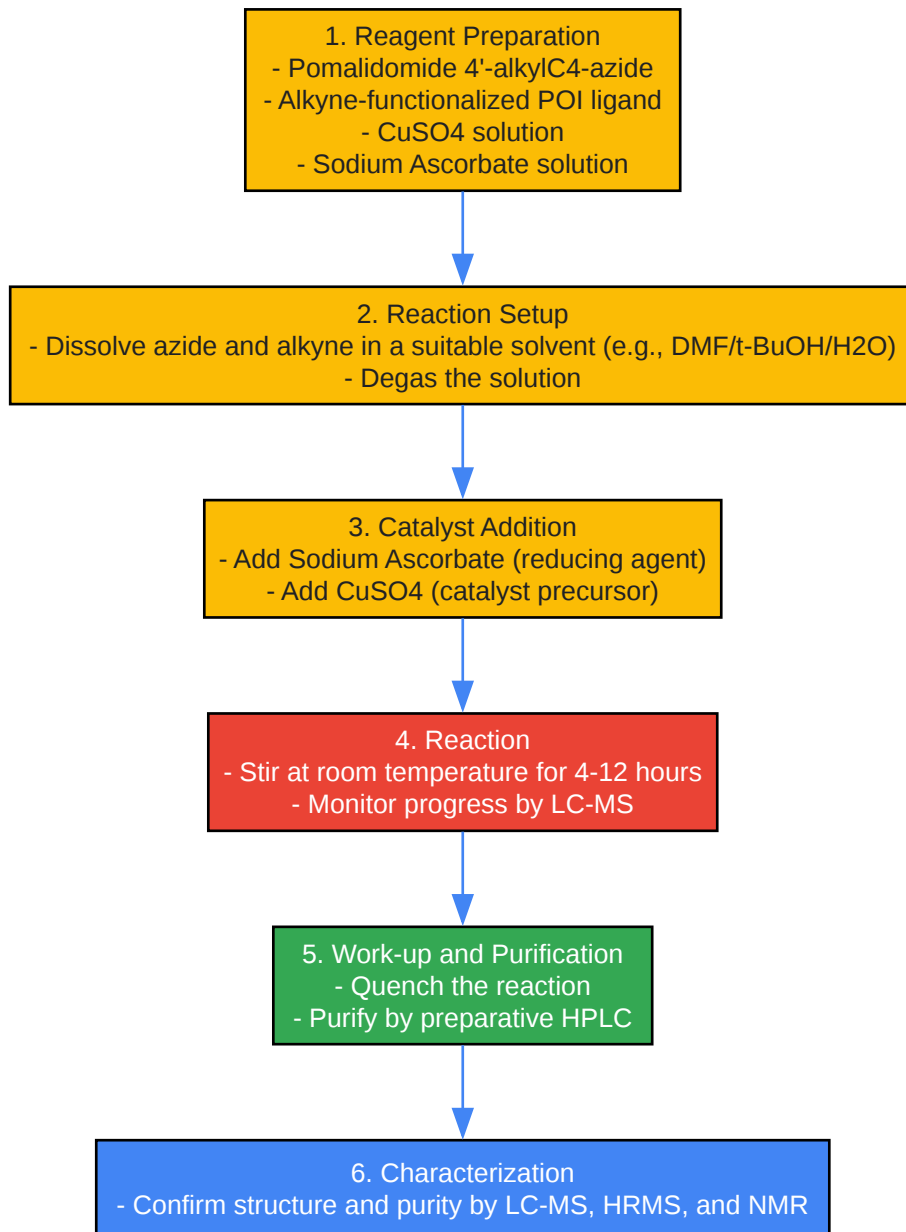 1. Reagent Preparation
- Pomalidomide 4'-alkylC4-azide
- Alkyne-functionalized POI ligand
- CuSO4 solution
- Sodium Ascorbate solution
2. Reaction Setup
- Dissolve azide and alkyne in a suitable solvent (e.g., DMF/t-BuOH/H2O)
- Degas the solution
3. Catalyst Addition
- Add Sodium Ascorbate (reducing agent)
- Add CuSO4 (catalyst precursor)
4. Reaction
- Stir at room temperature for 4-12 hours
- Monitor progress by LC-MS
5. Work-up and Purification
- Quench the reaction
- Purify by preparative HPLC
6. Characterization
- Confirm structure and purity by LC-MS, HRMS, and NMR